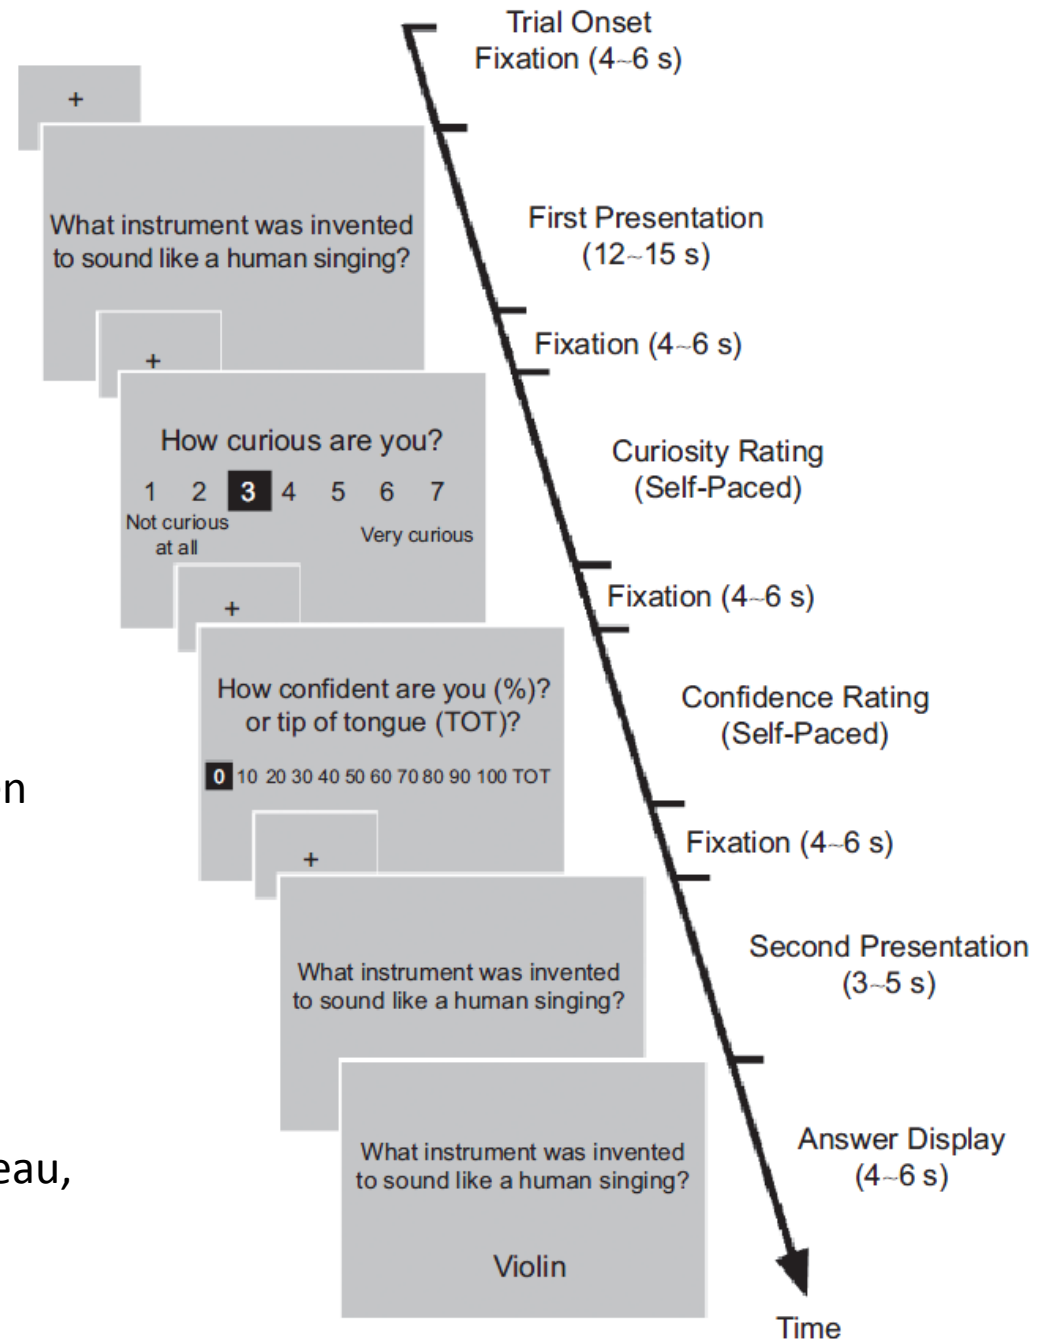 Trial Onset
Fixation (4~6 s)
+
What instrument was invented
to sound like a human singing?
First Presentation
(12~15 s)
+
Fixation (4~6 s)
How curious are you?
1 2 3 4 5 6 7
Not curious
at all
Very curious
Curiosity Rating
(Self-Paced)
+
Fixation (4~6 s)
How confident are you (%)?
or tip of tongue (TOT)?
0 10 20 30 40 50 60 70 80 90 100 TOT
Confidence Rating
(Self-Paced)
n
+
Fixation (4~6 s)
What instrument was invented
to sound like a human singing?
Second Presentation
(3~5 s)
eau,
What instrument was invented
to sound like a human singing?
Violin
Answer Display
(4~6 s)
Time